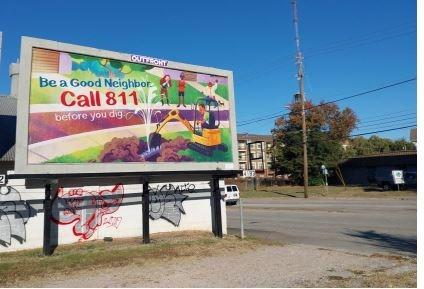 OUTFRONT
Be a Good Neighbor.
Call 811
before you dig.